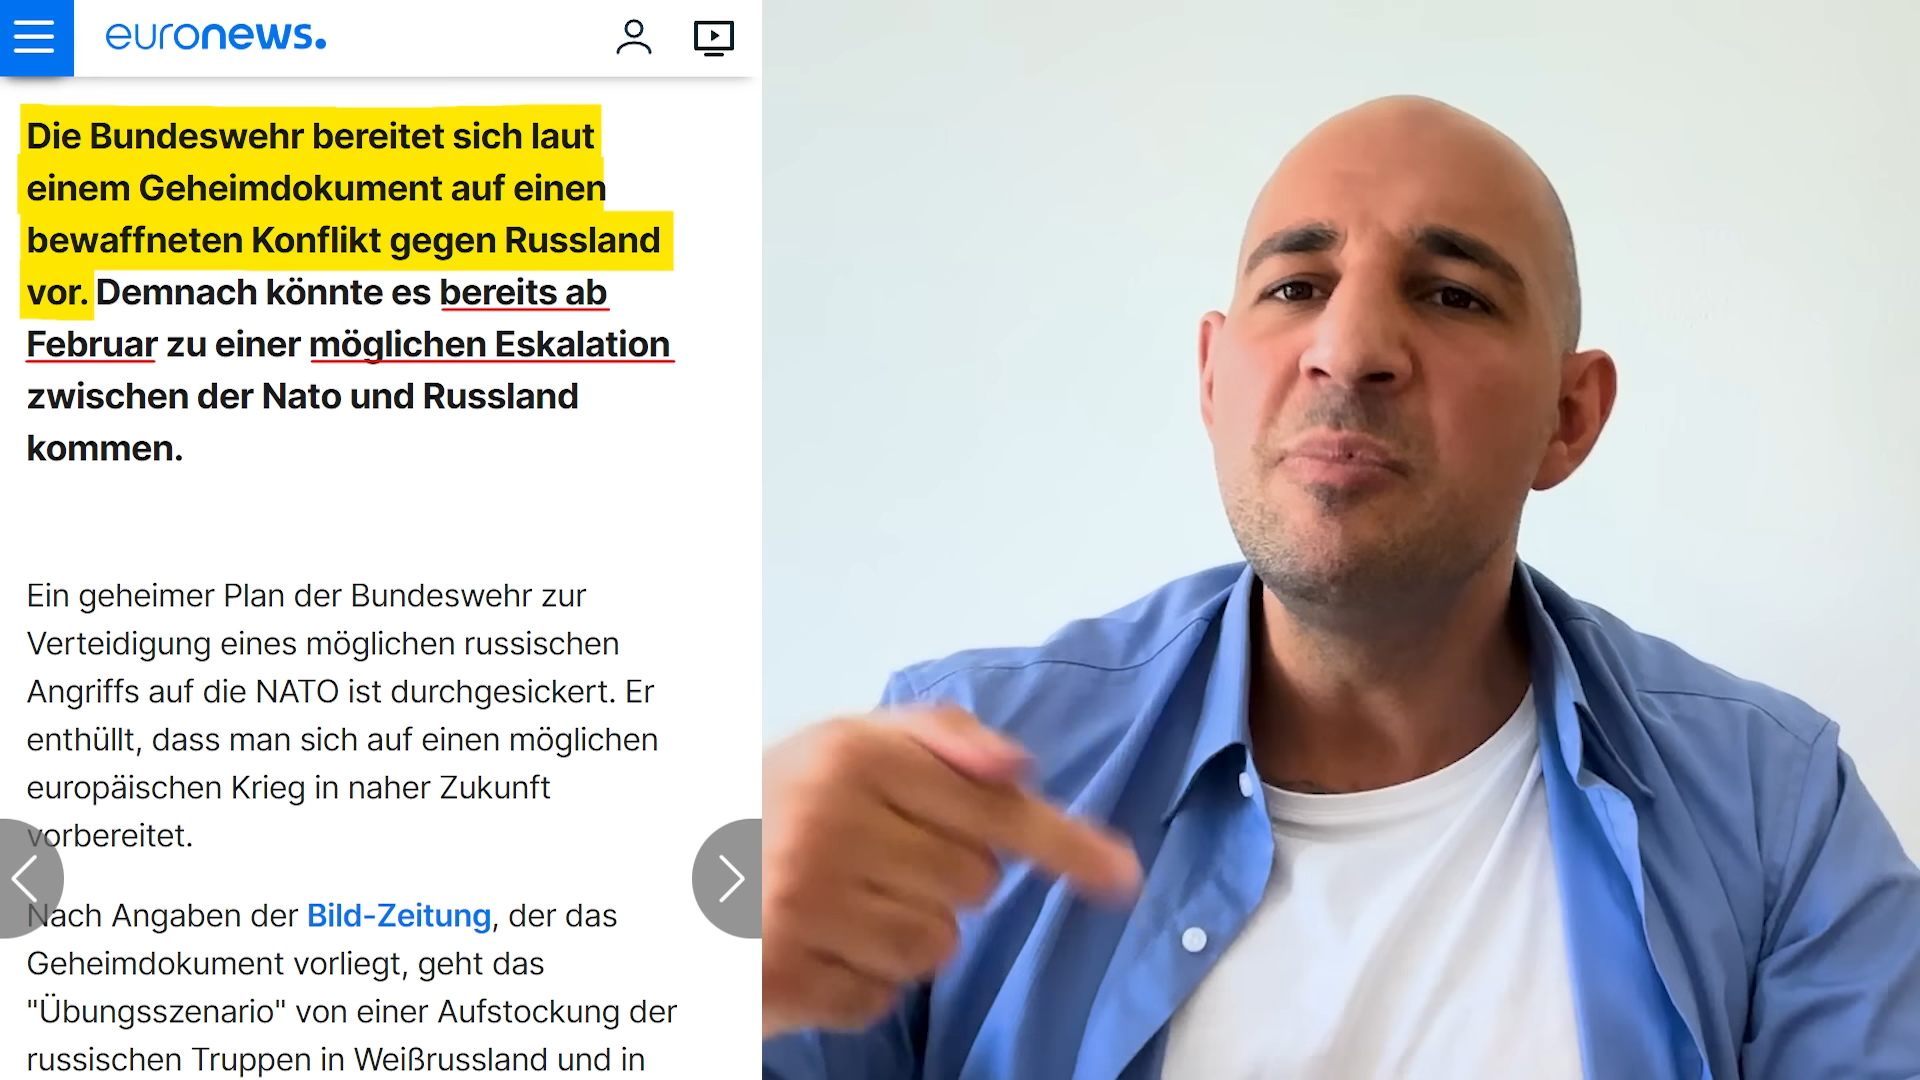 euronews.
Die Bundeswehr bereitet sich laut
einem Geheimdokument auf einen
bewaffneten Konflikt gegen Russland
vor. Demnach könnte es bereits ab
Februar zu einer möglichen Eskalation
zwischen der Nato und Russland
kommen.
Ein geheimer Plan der Bundeswehr zur
Verteidigung eines möglichen russischen
Angriffs auf die NATO ist durchgesickert. Er
enthüllt, dass man sich auf einen möglichen
europäischen Krieg in naher Zukunft
vorbereitet.
Nach Angaben der Bild-Zeitung, der das
Geheimdokument vorliegt, geht das
"Übungsszenario" von einer Aufstockung der
russischen Truppen in Weißrussland und in